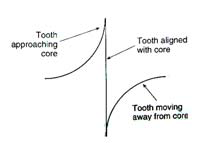 Tooth
approaching
core
Tooth aligned
with core
Tooth moving
away from core